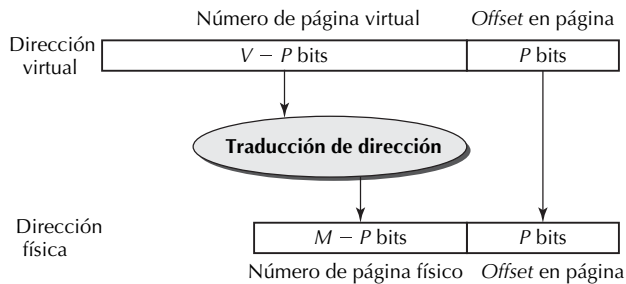 Número de página virtual Offset en página
Dirección
virtual
V − P bits P bits
Traducción de dirección
Dirección
física
M − P bits P bits
Número de página físico Offset en página